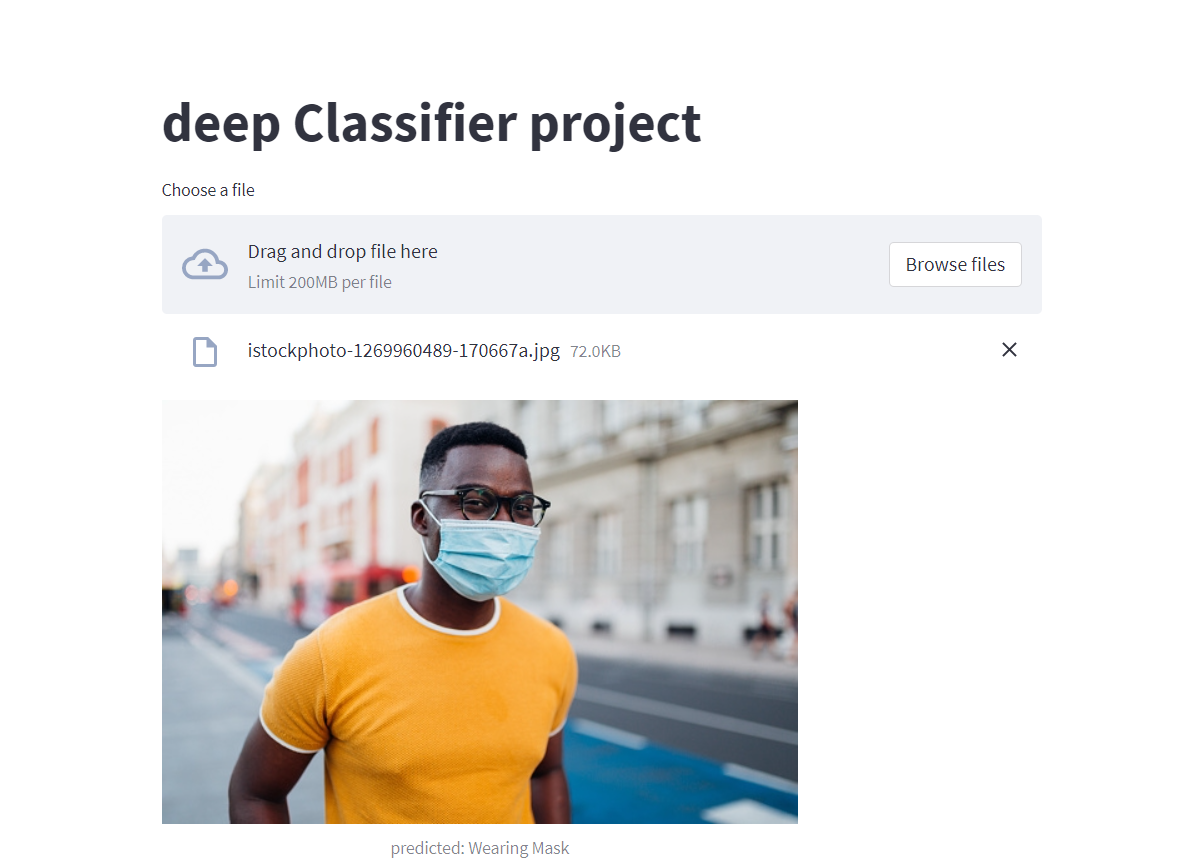 deep Classifier project
Choose a file
Drag and drop file here
Limit 200MB per file
Browse files
istockphoto-1269960489-170667a.jpg 72.0KB
predicted: Wearing Mask